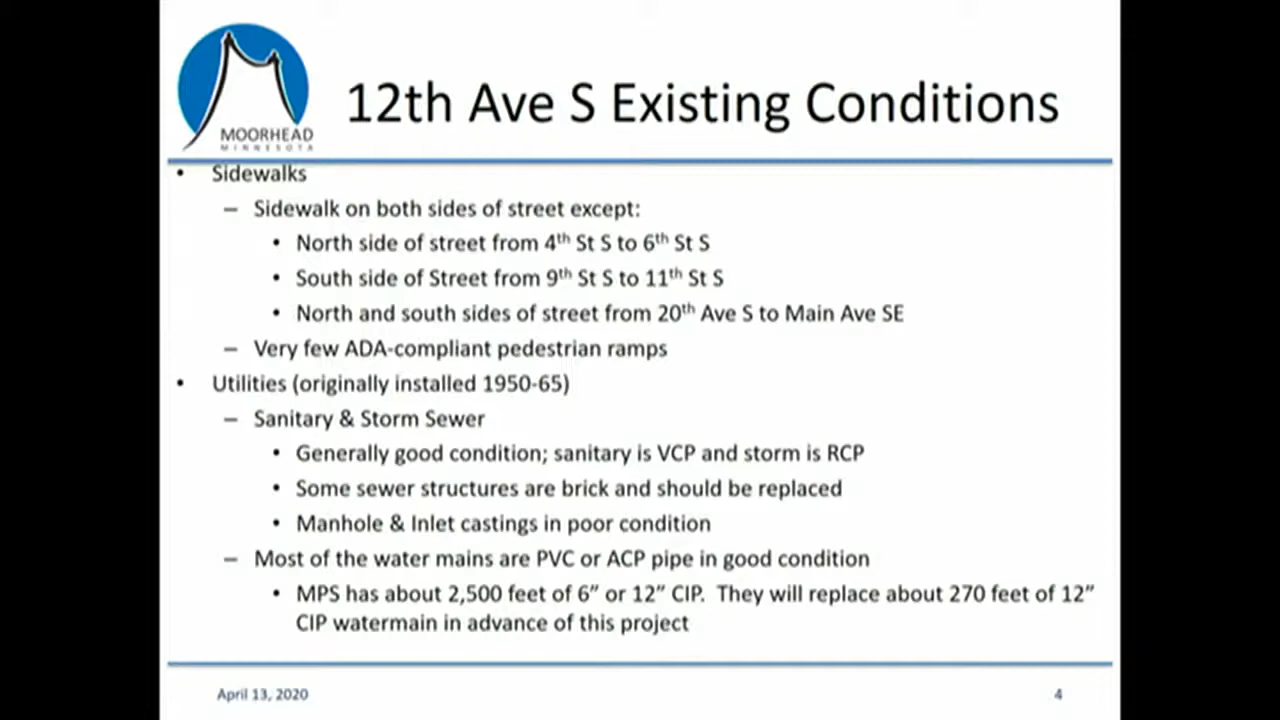 MOORHEAD
MINNESOTA
12th Ave S Existing Conditions
• Sidewalks
– Sidewalk on both sides of street except:
• North side of street from 4th St S to 6th St S
• South side of Street from 9th St S to 11th St S
• North and south sides of street from 20th Ave S to Main Ave SE
– Very few ADA-compliant pedestrian ramps
• Utilities (originally installed 1950-65)
– Sanitary & Storm Sewer
• Generally good condition; sanitary is VCP and storm is RCP
• Some sewer structures are brick and should be replaced
• Manhole & Inlet castings in poor condition
– Most of the water mains are PVC or ACP pipe in good condition
• MPS has about 2,500 feet of 6” or 12” CIP. They will replace about 270 feet of 12”
CIP watermain in advance of this project
April 13, 2020
4